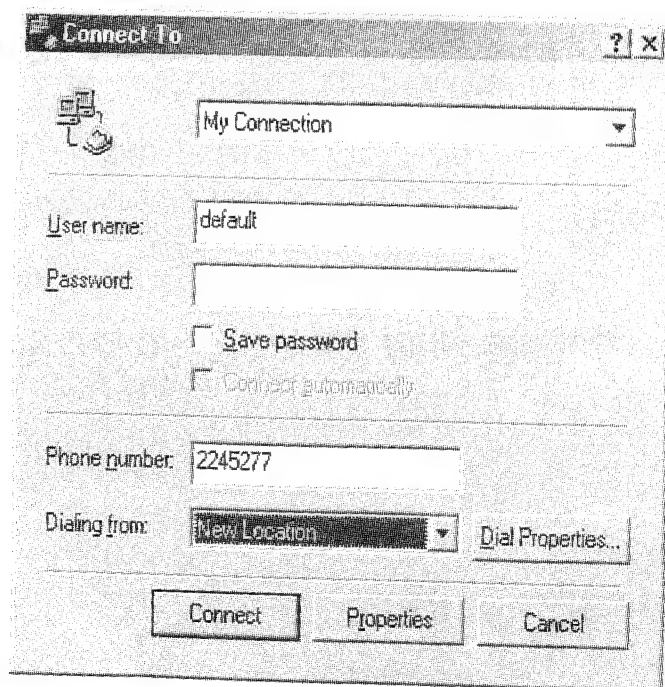 Connect To
My Connection
User name: default
Password:
Save password
Connect automatically
Phone number: 2245277
Dialing from: New Location Dial Properties...
Connect Properties Cancel